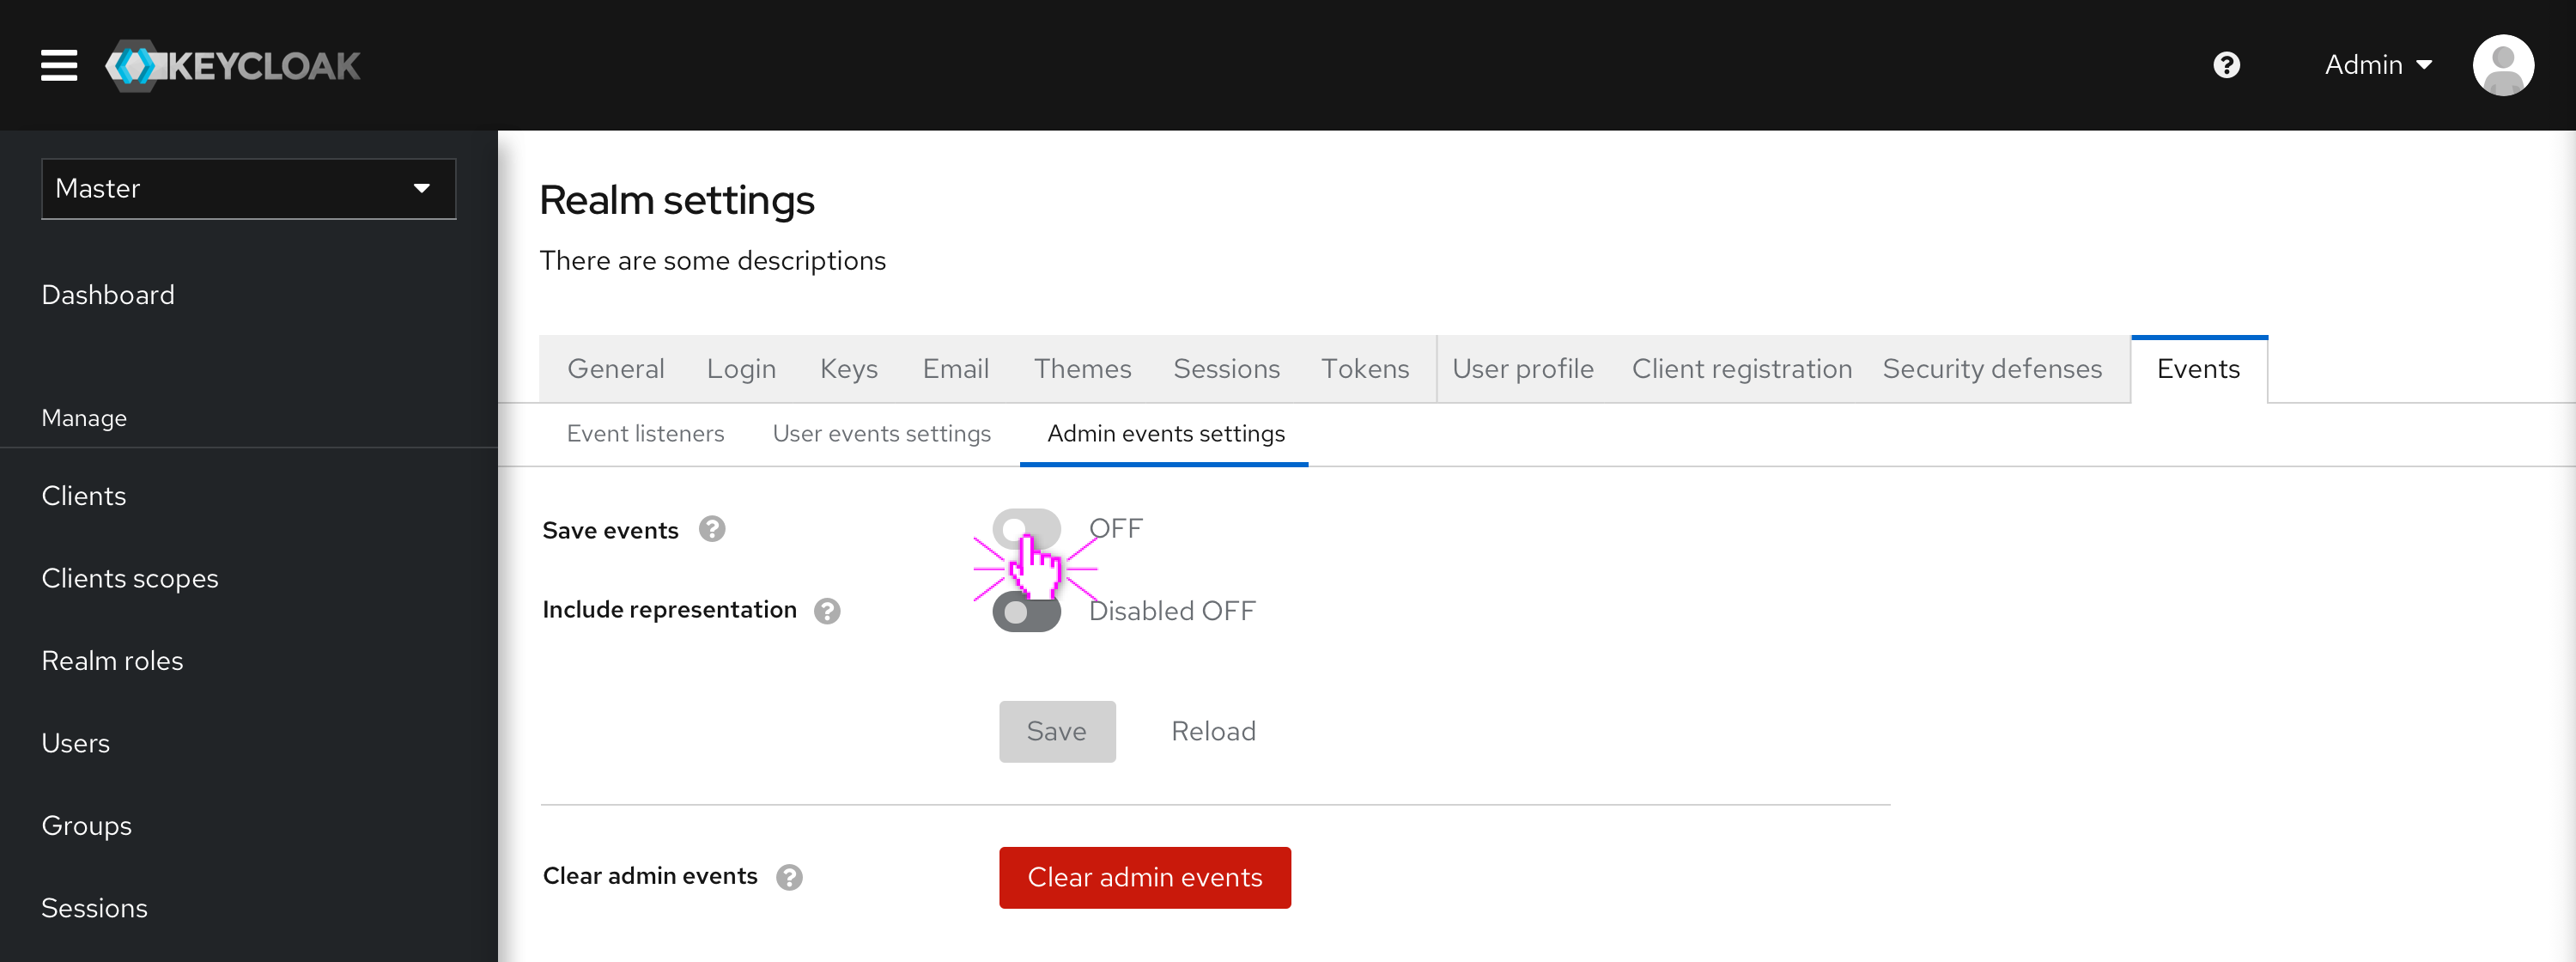 KEYCLOAK
Admin
Master
Dashboard
Manage
Clients
Clients scopes
Realm roles
Users
Groups
Sessions
Realm settings
There are some descriptions
General Login Keys Email Themes Sessions Tokens User profile Client registration Security defenses Events
Event listeners User events settings Admin events settings
Save events ? OFF
Include representation ? Disabled OFF
Save Reload
Clear admin events ? Clear admin events